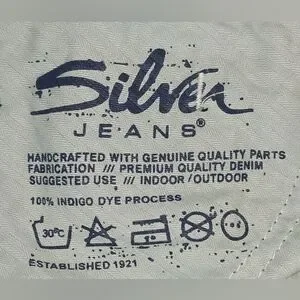 Silver
JEANS®
HANDCRAFTED WITH GENUINE QUALITY PARTS
FABRICATION /// PREMIUM QUALITY DENIM
SUGGESTED USE /// INDOOR / OUTDOOR
100% INDIGO DYE PROCESS
30°C
ESTABLISHED 1921